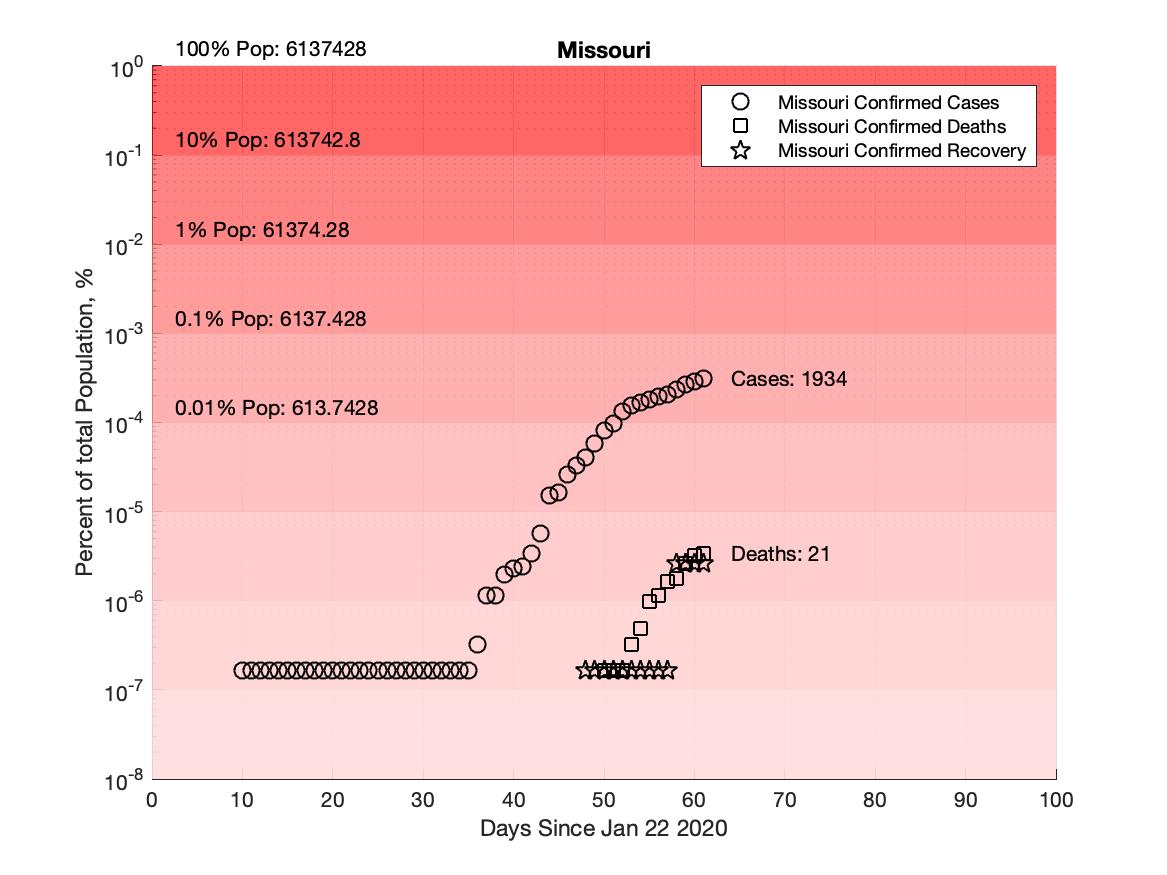 Missouri
100% Pop: 6137428
10% Pop: 613742.8
1% Pop: 61374.28
0.1% Pop: 6137.428
0.01% Pop: 613.7428
Missouri Confirmed Cases
Missouri Confirmed Deaths
Missouri Confirmed Recovery
Cases: 1934
Deaths: 21
Percent of total Population, %
10^0
10^-1
10^-2
10^-3
10^-4
10^-5
10^-6
10^-7
10^-8
0 10 20 30 40 50 60 70 80 90 100
Days Since Jan 22 2020